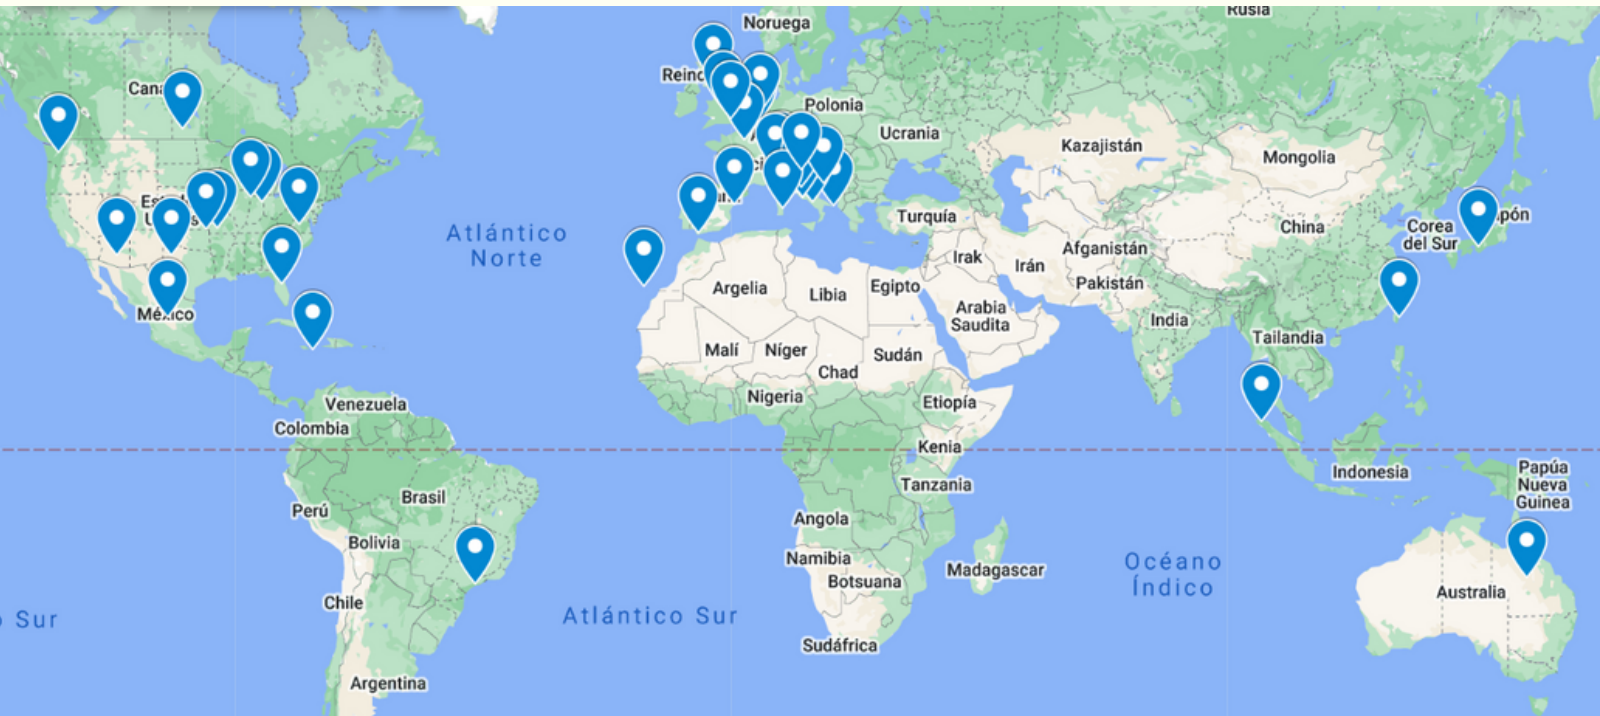 Rusia
Noruega
Reino
Polonia
Ucrania
Kazajistán
Mongolia
Turquía
China
Corea
del Sur
Irak
Irán
Afganistán
Pakistán
Argelia
Libia
Egipto
Arabia
Saudita
India
Tailandia
Atlántico
Norte
México
Malí
Níger
Chad
Sudán
Nigeria
Etiopía
Venezuela
Colombia
Kenia
Tanzania
Indonesia
Papúa
Nueva
Guinea
Brasil
Perú
Bolivia
Angola
Namibia
Botsuana
Madagascar
Océano
Índico
Australia
Chile
Sur
Atlántico Sur
Sudáfrica
Argentina